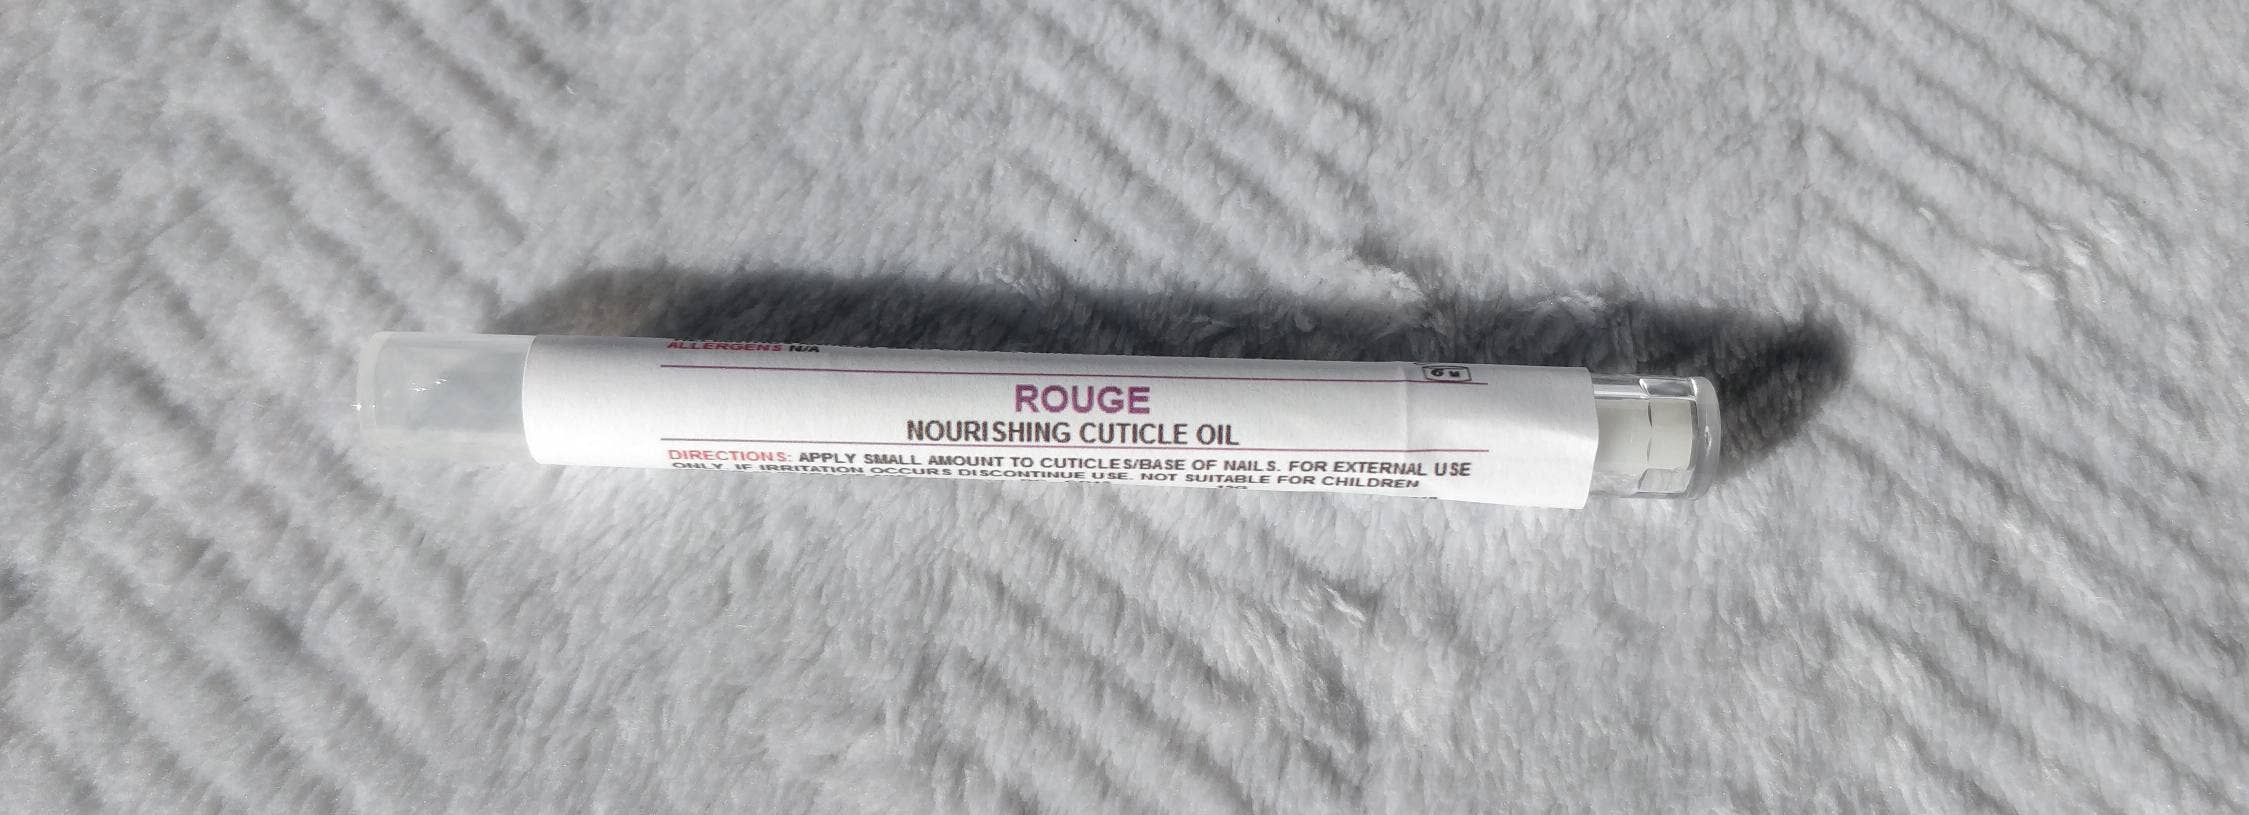 ALLERGENS N/A
6M
ROUGE
NOURISHING CUTICLE OIL
DIRECTIONS: APPLY SMALL AMOUNT TO CUTICLES/BASE OF NAILS. FOR EXTERNAL USE
ONLY. IF IRRITATION OCCURS DISCONTINUE USE. NOT SUITABLE FOR CHILDREN